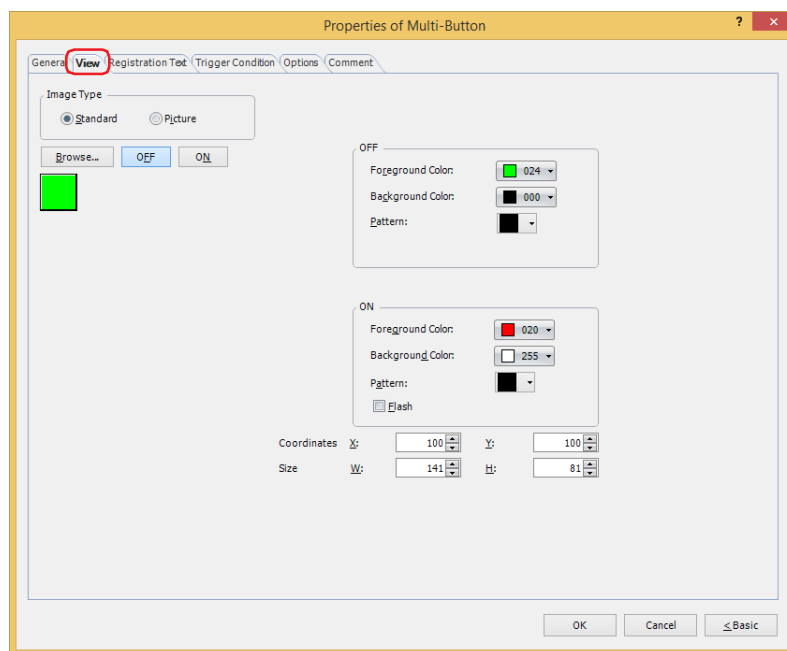 Properties of Multi-Button ? ×
General View Registration Text Trigger Condition Options Comment
Image Type
Standard Picture
Browse... OFF ON
OFF
Foreground Color: 024
Background Color: 000
Pattern:
ON
Foreground Color: 020
Background Color: 255
Pattern:
Flash
Coordinates X: 100 Y: 100
Size W: 141 H: 81
OK Cancel < Basic